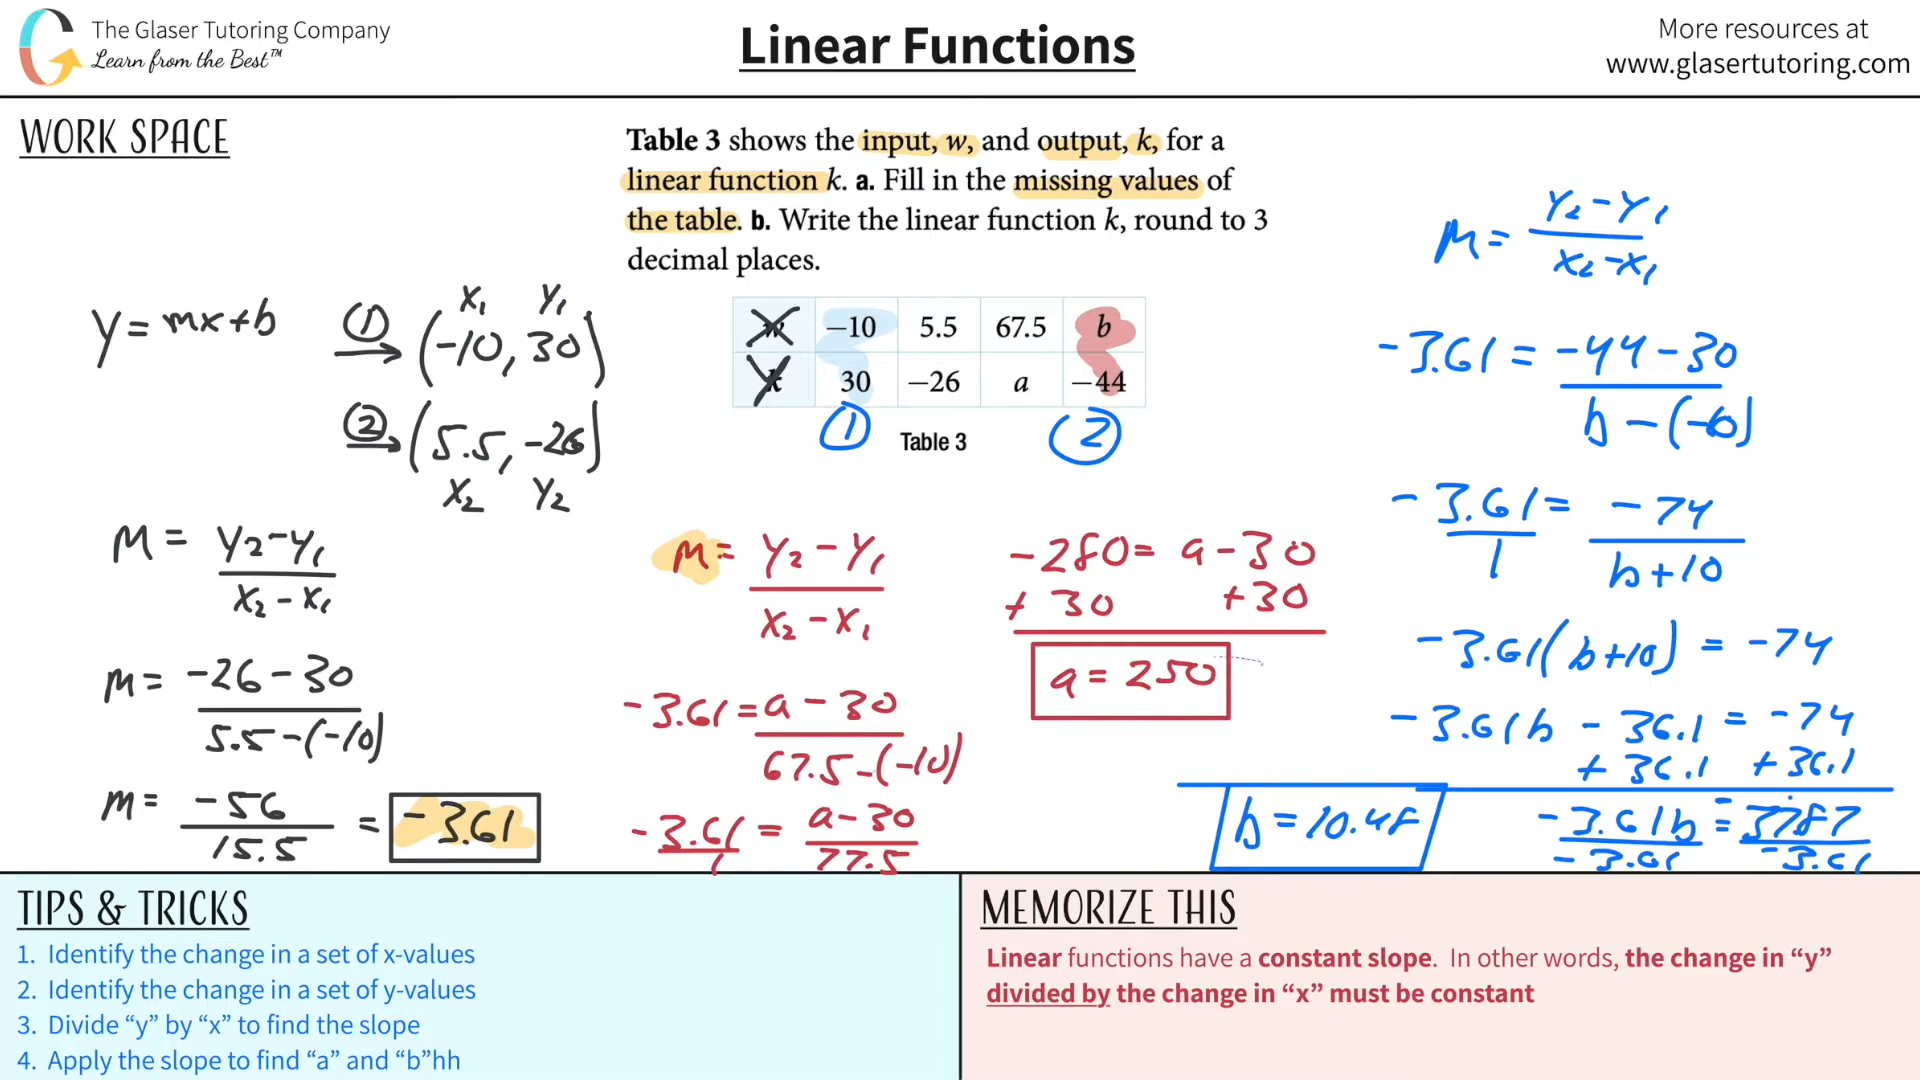 The Glaser Tutoring Company
Learn from the Best™
Linear Functions
More resources at
www.glasertutoring.com
WORK SPACE
Table 3 shows the input, w, and output, k, for a
linear function k. a. Fill in the missing values of
the table. b. Write the linear function k, round to 3
decimal places.
w −10 5.5 67.5 b
k 30 −26 a −44
① ②
Table 3
y = mx+b
① x₁ y₁
(-10, 30)
② (5.5, -26)
x₂ y₂
M = y₂-y₁
x₂-x₁
m = -26-30
5.5-(-10)
m = -56
15.5
= -3.61
m = y₂-y₁
x₂-x₁
-3.61 = a-30
67.5-(-10)
-3.61 = a-30
1 77.5
-280 = a-30
+30 +30
a = 250
M = y₂-y₁
x₂-x₁
-3.61 = -44-30
b-(-10)
-3.61 = -74
1 b+10
-3.61(b+10) = -74
-3.61b - 36.1 = -74
+36.1 +36.1
-3.61b = 37.87
-3.61 -3.61
b = 10.48
TIPS & TRICKS
1. Identify the change in a set of x-values
2. Identify the change in a set of y-values
3. Divide “y” by “x” to find the slope
4. Apply the slope to find “a” and “b”hh
MEMORIZE THIS
Linear functions have a constant slope. In other words, the change in “y”
divided by the change in “x” must be constant